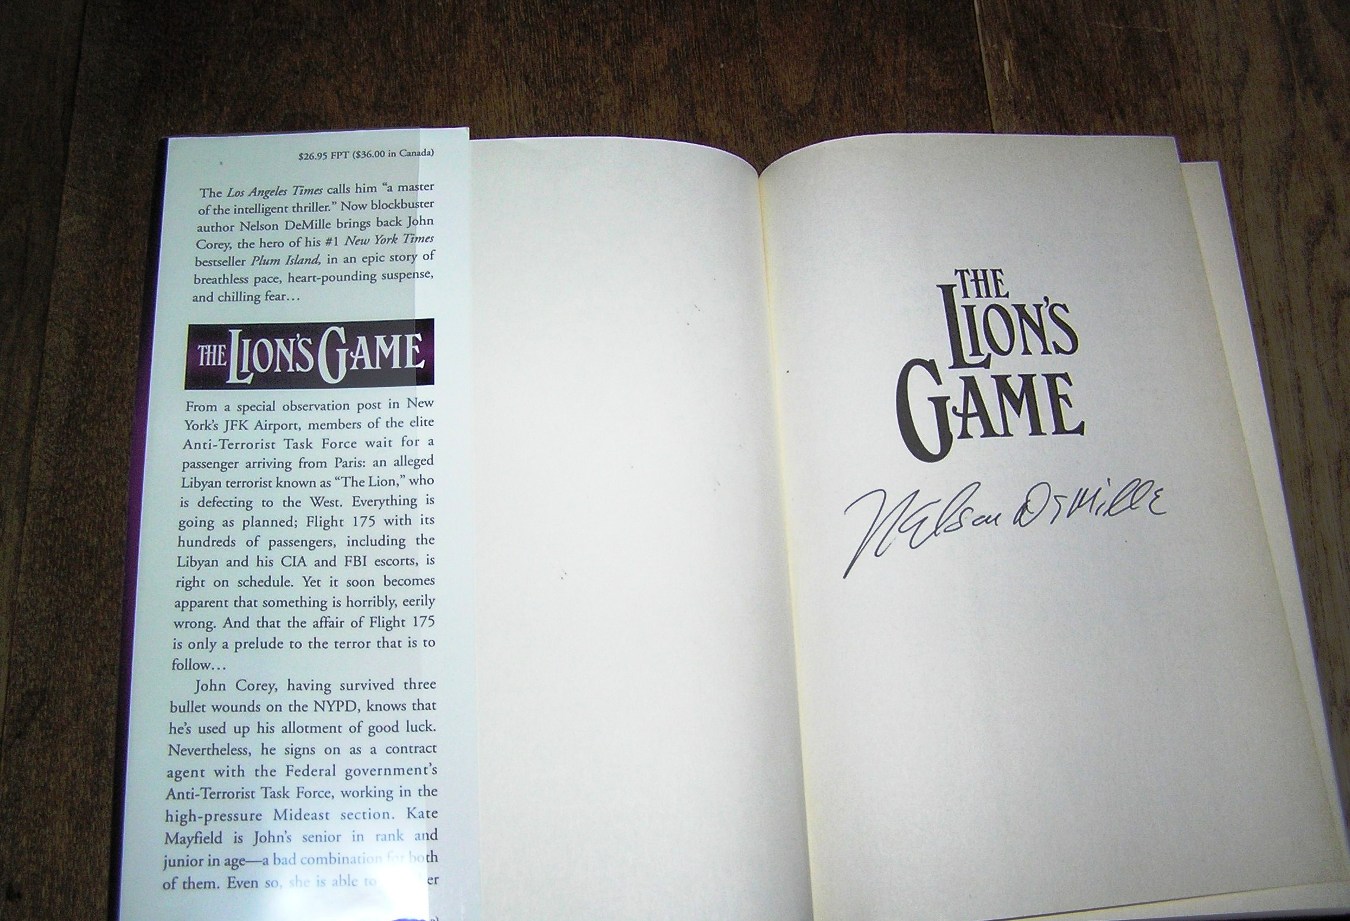 $26.95 FPT ($36.00 in Canada)
The Los Angeles Times calls him “a master
of the intelligent thriller.” Now blockbuster
author Nelson DeMille brings back John
Corey, the hero of his #1 New York Times
bestseller Plum Island, in an epic story of
breathless pace, heart-pounding suspense,
and chilling fear…
THE LION'S GAME
From a special observation post in New
York's JFK Airport, members of the elite
Anti-Terrorist Task Force wait for a
passenger arriving from Paris: an alleged
Libyan terrorist known as “The Lion,” who
is defecting to the West. Everything is
going as planned; Flight 175 with its
hundreds of passengers, including the
Libyan and his CIA and FBI escorts, is
right on schedule. Yet it soon becomes
apparent that something is horribly, eerily
wrong. And that the affair of Flight 175
is only a prelude to the terror that is to
follow…
John Corey, having survived three
bullet wounds on the NYPD, knows that
he's used up his allotment of good luck.
Nevertheless, he signs on as a contract
agent with the Federal government's
Anti-Terrorist Task Force, working in the
high-pressure Mideast section. Kate
Mayfield is John's senior in rank and
junior in age—a bad combination for both
of them. Even so, she is able to
THE
LION'S
GAME
Nelson DeMille